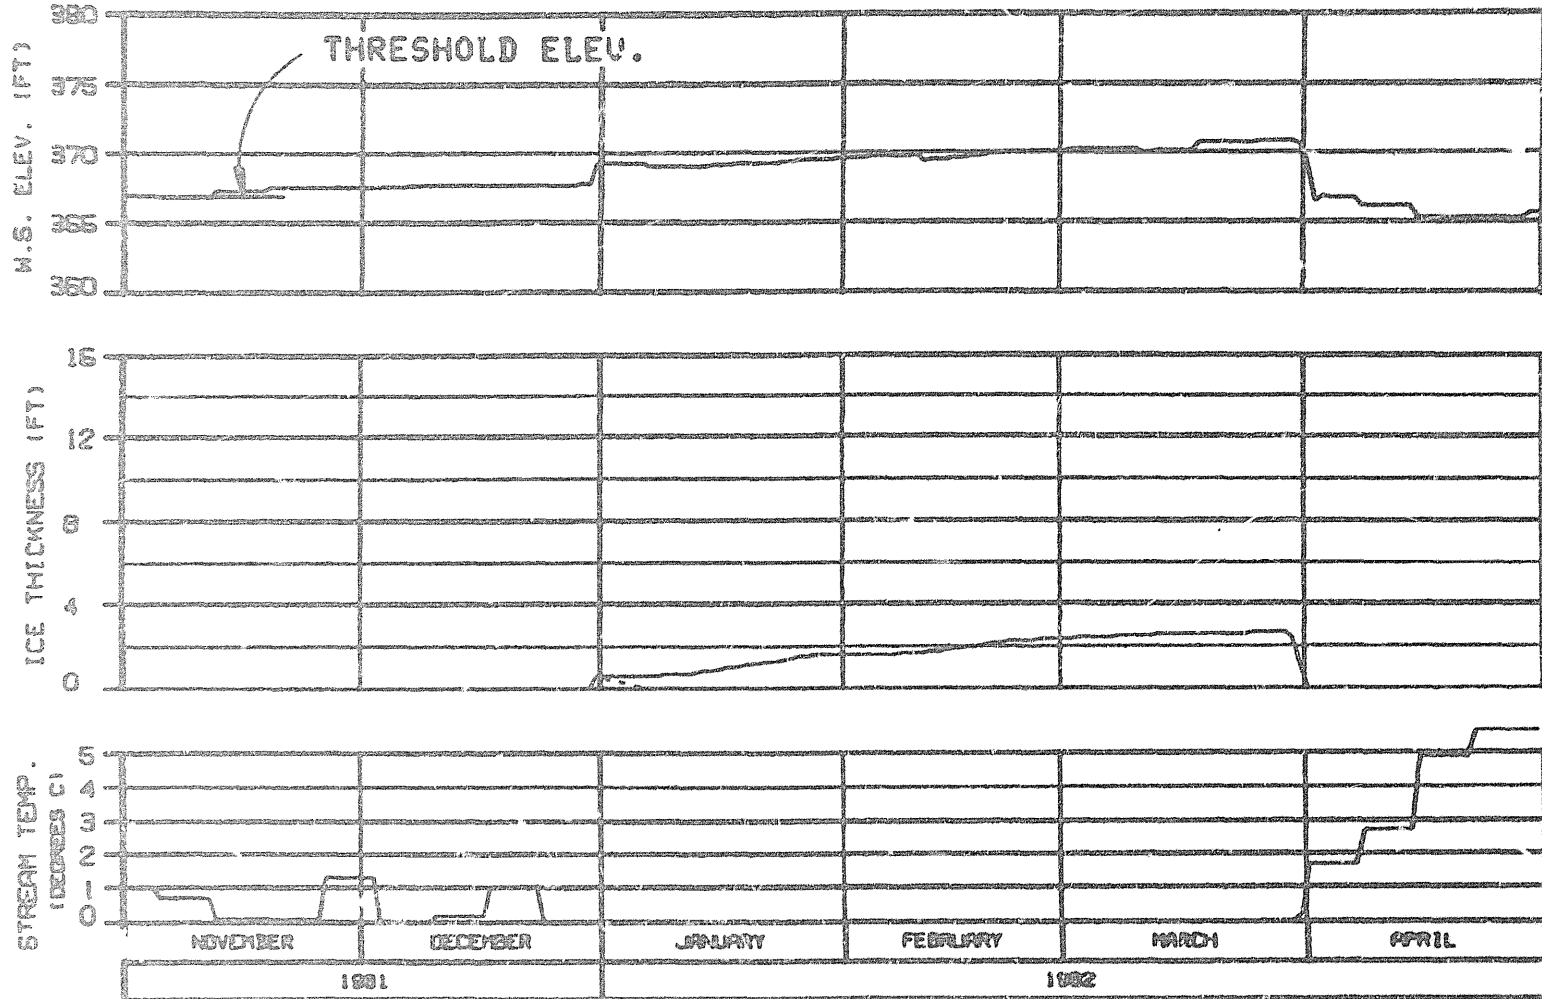 380
THRESHOLD ELEV.
375
370
365
360
W.S. ELEV. (FT)
16
12
8
4
0
ICE THICKNESS (FT)
5
4
3
2
1
0
STREAM TEMP.
(DEGREES C)
NOVEMBER DECEMBER JANUARY FEBRUARY MARCH APRIL
1981 1982